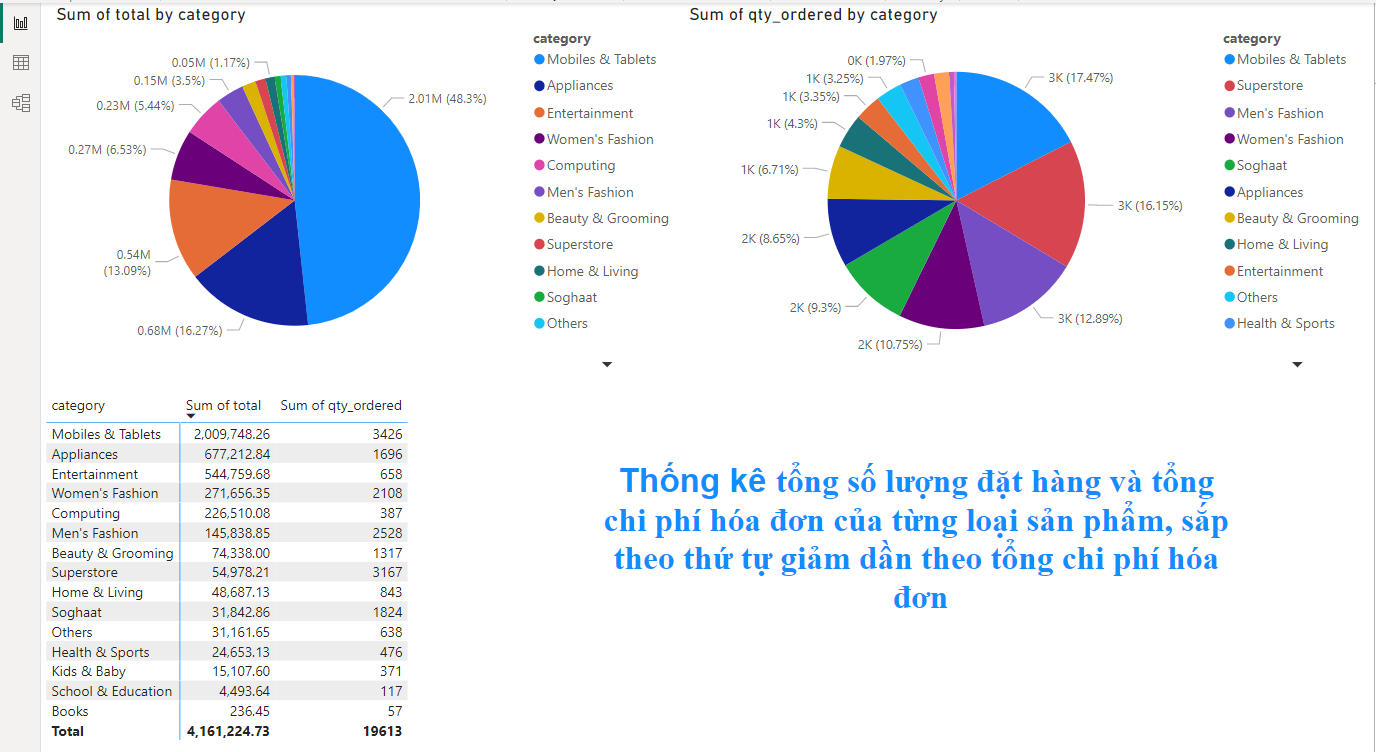 Sum of total by category
0.05M (1.17%)
0.15M (3.5%)
0.23M (5.44%)
0.27M (6.53%)
0.54M
(13.09%)
0.68M (16.27%)
2.01M (48.3%)
category
Mobiles & Tablets
Appliances
Entertainment
Women's Fashion
Computing
Men's Fashion
Beauty & Grooming
Superstore
Home & Living
Soghaat
Others
Sum of qty_ordered by category
0K (1.97%)
1K (3.25%)
1K (3.35%)
1K (4.3%)
1K (6.71%)
2K (8.65%)
2K (9.3%)
2K (10.75%)
3K (17.47%)
3K (16.15%)
3K (12.89%)
category
Mobiles & Tablets
Superstore
Men's Fashion
Women's Fashion
Soghaat
Appliances
Beauty & Grooming
Home & Living
Entertainment
Others
Health & Sports
category Sum of total Sum of qty_ordered
Mobiles & Tablets 2,009,748.26 3426
Appliances 677,212.84 1696
Entertainment 544,759.68 658
Women's Fashion 271,656.35 2108
Computing 226,510.08 387
Men's Fashion 145,838.85 2528
Beauty & Grooming 74,338.00 1317
Superstore 54,978.21 3167
Home & Living 48,687.13 843
Soghaat 31,842.86 1824
Others 31,161.65 638
Health & Sports 24,653.13 476
Kids & Baby 15,107.60 371
School & Education 4,493.64 117
Books 236.45 57
Total 4,161,224.73 19613
Thống kê tổng số lượng đặt hàng và tổng
chi phí hóa đơn của từng loại sản phẩm, sắp
theo thứ tự giảm dần theo tổng chi phí hóa
đơn